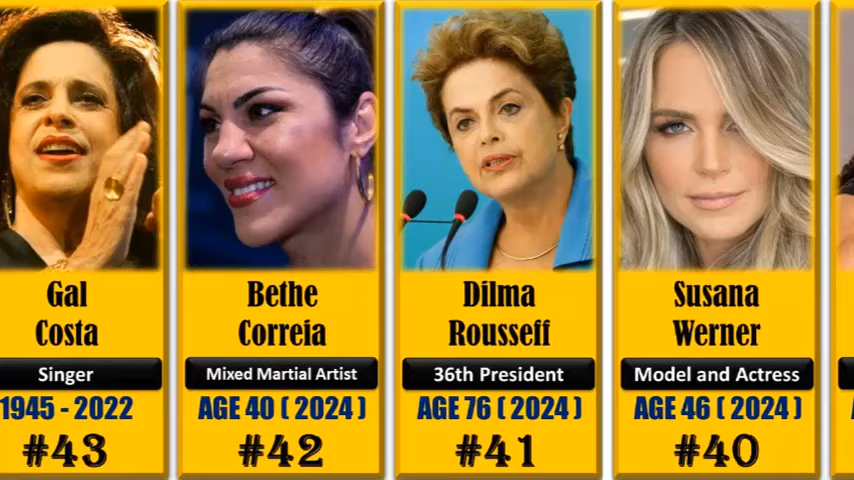 Gal
Costa
Singer
1945 - 2022
#43
Bethe
Correia
Mixed Martial Artist
AGE 40 ( 2024 )
#42
Dilma
Rousseff
36th President
AGE 76 ( 2024 )
#41
Susana
Werner
Model and Actress
AGE 46 ( 2024 )
#40